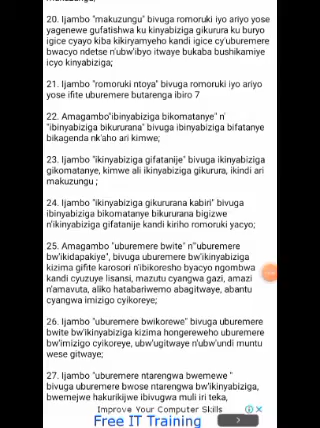 20. Ijambo "makuzungu" bivuga romoruki iyo ariyo yose
yagenewe gufatishwa ku kinyabiziga gikurura ku buryo
igice cyayo kiba kikiryamyeho kandi igice cy'uburemere
bwacyo ndetse n'ubw'ibyo itwaye bukaba bushikamiye
icyo kinyabiziga;
21. Ijambo "romoruki ntoya" bivuga romoruki iyo ariyo
yose ifite uburemere butarenga ibiro 7
22. Amagambo"ibinyabiziga bikomatanye" n'
"ibinyabiziga bikururana" bivuga ibinyabiziga bifatanye
bikagenda nk'aho ari kimwe;
23. Ijambo "ikinyabiziga gifatanije" bivuga ikinyabiziga
gikomatanye, kimwe ali ikinyabiziga gikurura, ikindi ari
makuzungu ;
24. Ijambo "ikinyabiziga gikururana kabiri" bivuga
ibinyabiziga bikomatanye bikururana bigizwe
n'ikinyabiziga gifatanije kandi kiriho romoruki yacyo;
25. Amagambo "uburemere bwite" n'"uburemere
bw'ikidapakiye", bivuga uburemere bw'ikinyabiziga
kizima gifite karosori n'ibikoresho byacyo ngombwa
kandi cyuzuye lisansi, mazutu cyangwa gazi, amazi
n'amavuta, aliko hatabariwemo abagitwaye, abantu
cyangwa imizigo cyikoreye;
26. Ijambo "uburemere bwikorewe" bivuga uburemere
bwite bw'ikinyabiziga kizima hongereweho uburemere
bw'imizigo cyikoreye, ubw'ugitwaye n'ubw'undi muntu
wese gitwaye;
27. Ijambo "uburemere ntarengwa bwemewe "
bivuga uburemere bwose ntarengwa bw'ikinyabiziga,
bwemejwe hakurikijwe ibivugwa muli iri teka,
Improve Your Computer Skills
Free IT Training